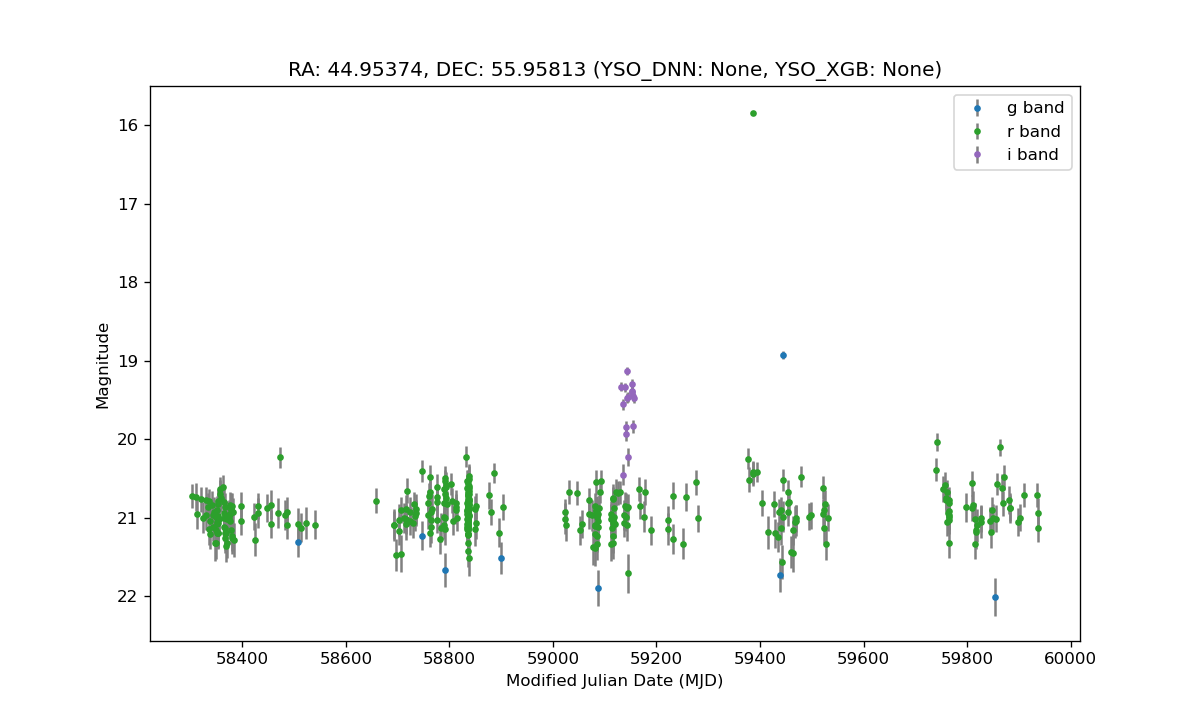 RA: 44.95374, DEC: 55.95813 (YSO_DNN: None, YSO_XGB: None)
g band
r band
i band
16
17
18
19
20
21
22
Magnitude
58400 58600 58800 59000 59200 59400 59600 59800 60000
Modified Julian Date (MJD)